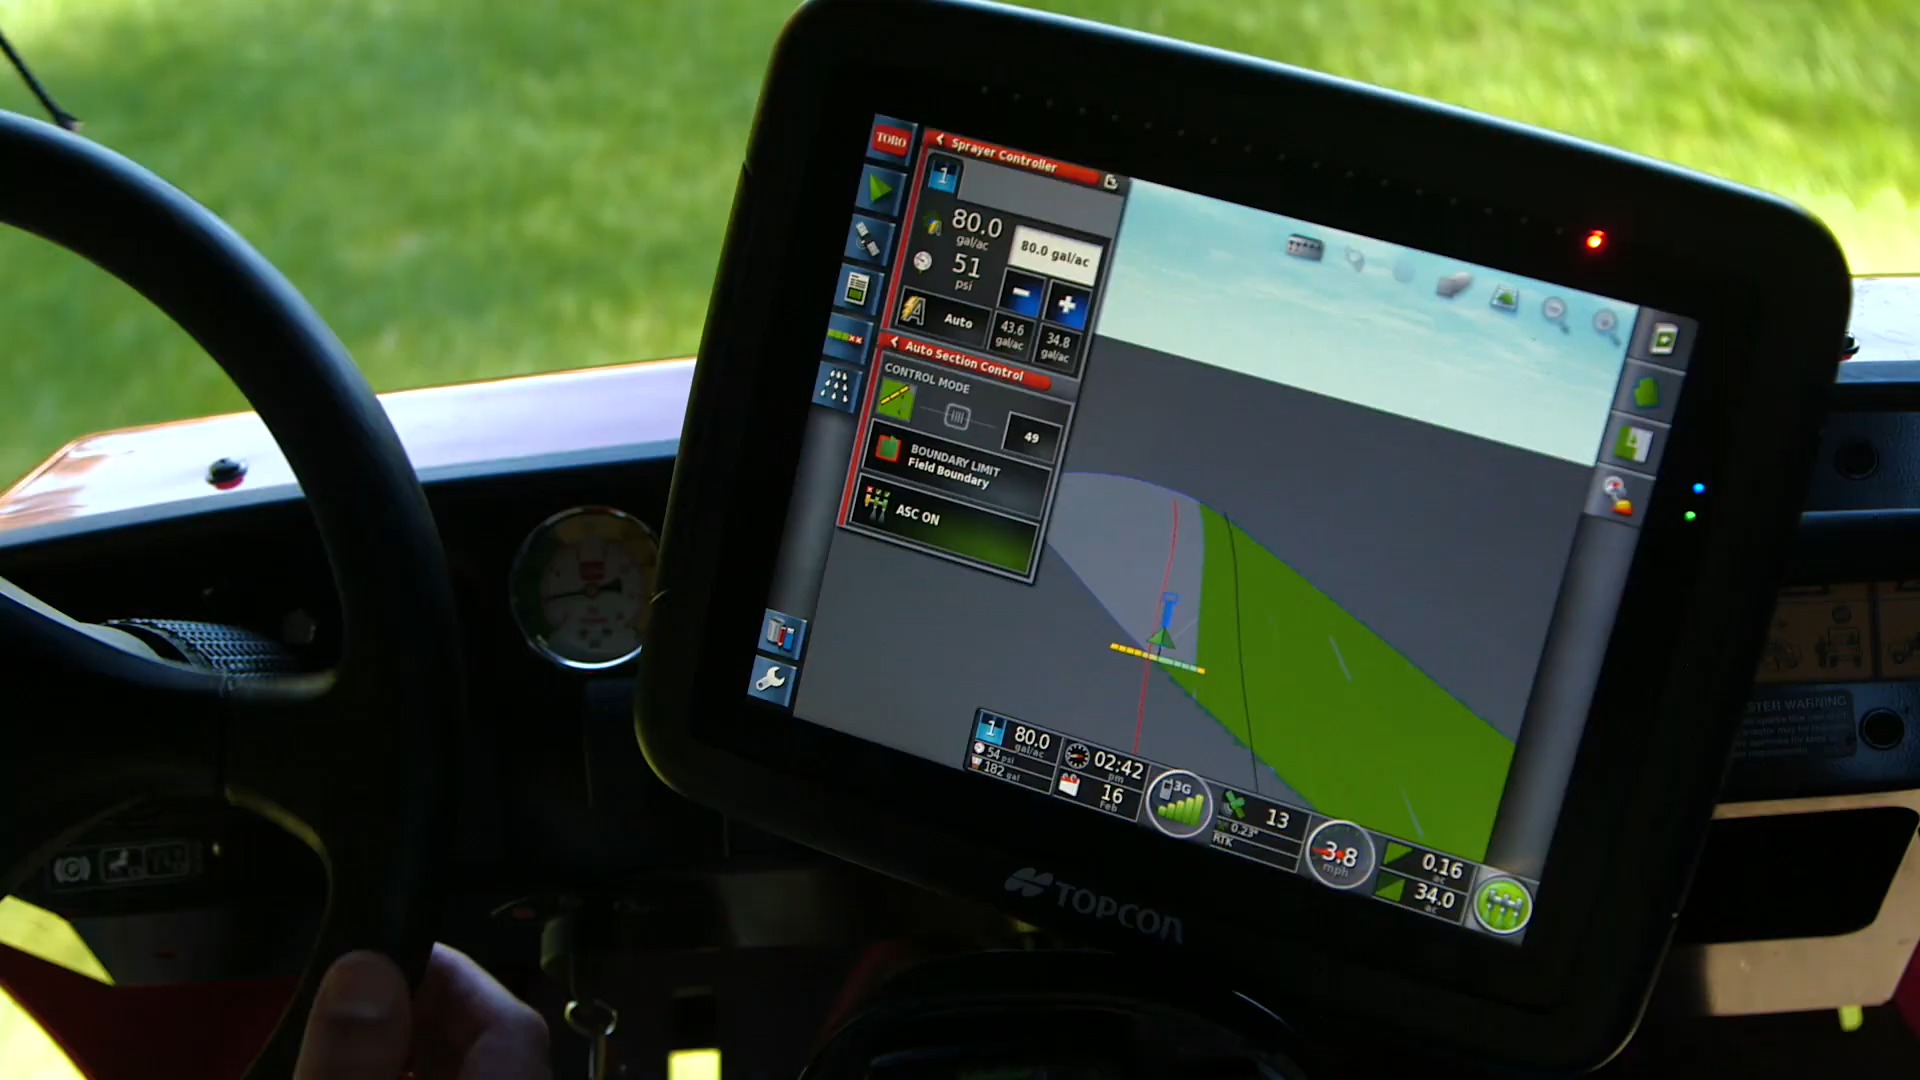 TORO
Sprayer Controller
1
80.0
gal/ac
80.0 gal/ac
51
psi
Auto
43.6
gal/ac
34.8
gal/ac
Auto Section Control
CONTROL MODE
49
BOUNDARY LIMIT
Field Boundary
ASC ON
1
80.0
gal/ac
54 psi
182 gal
02:42
pm
16
Feb
3G
13
0.23"
RTK
3.8
mph
0.16
ac
34.0
ac
TOPCON
WARNING